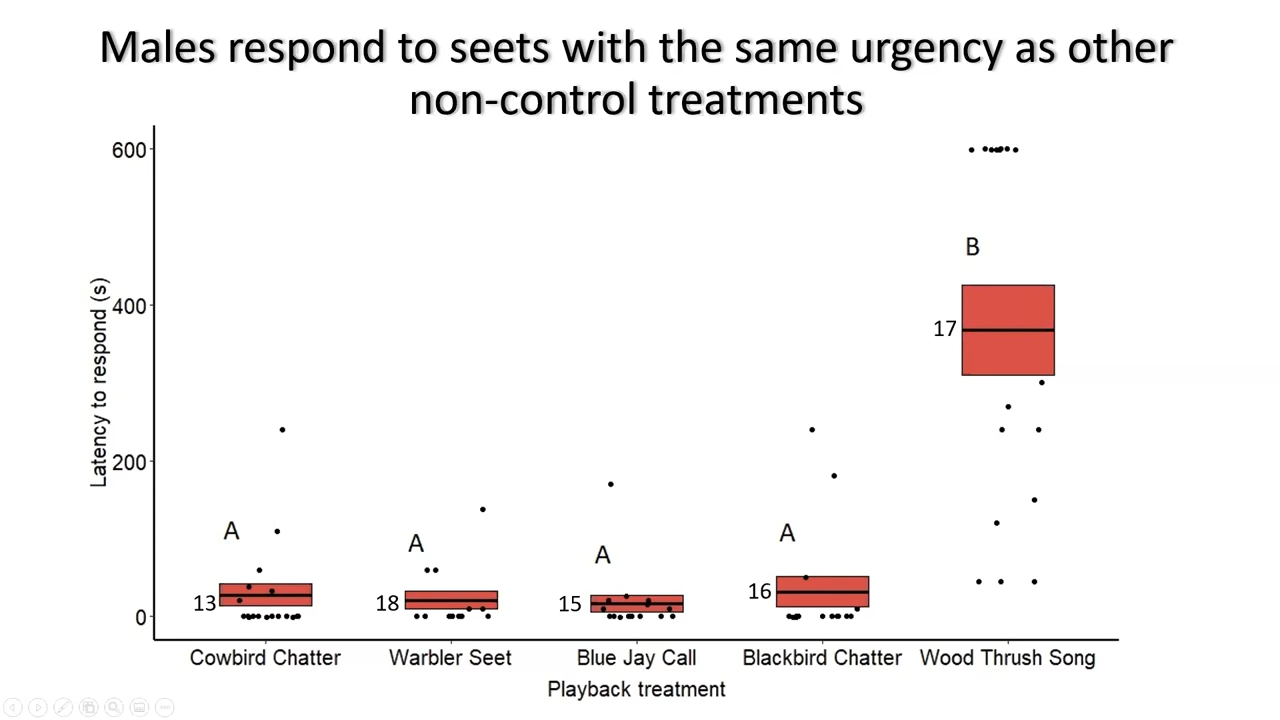 Males respond to seets with the same urgency as other
non-control treatments
600
B
400
17
Latency to respond (s)
200
A
A
A
A
13
18
15
16
0
Cowbird Chatter
Warbler Seet
Blue Jay Call
Blackbird Chatter
Wood Thrush Song
Playback treatment